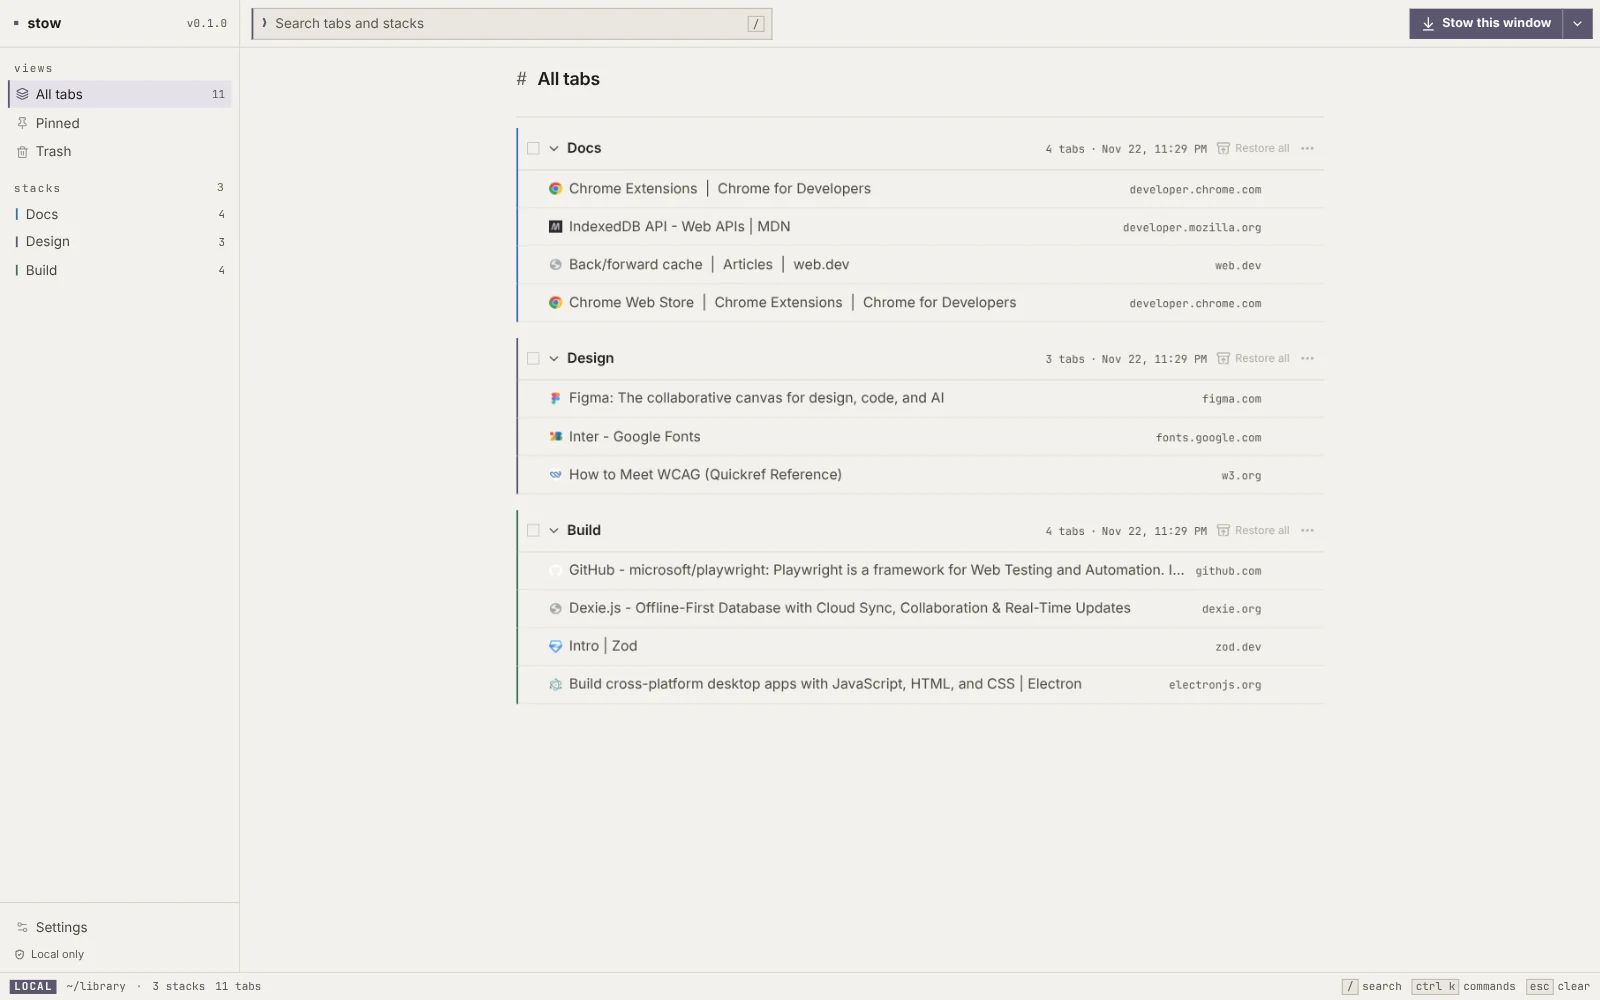 stow v0.1.0
❯ Search tabs and stacks /
Stow this window
views
All tabs 11
Pinned
Trash
stacks 3
Docs 4
Design 3
Build 4
# All tabs
Docs 4 tabs · Nov 22, 11:29 PM Restore all ···
Chrome Extensions | Chrome for Developers developer.chrome.com
IndexedDB API - Web APIs | MDN developer.mozilla.org
Back/forward cache | Articles | web.dev web.dev
Chrome Web Store | Chrome Extensions | Chrome for Developers developer.chrome.com
Design 3 tabs · Nov 22, 11:29 PM Restore all ···
Figma: The collaborative canvas for design, code, and AI figma.com
Inter - Google Fonts fonts.google.com
How to Meet WCAG (Quickref Reference) w3.org
Build 4 tabs · Nov 22, 11:29 PM Restore all ···
GitHub - microsoft/playwright: Playwright is a framework for Web Testing and Automation. I... github.com
Dexie.js - Offline-First Database with Cloud Sync, Collaboration & Real-Time Updates dexie.org
Intro | Zod zod.dev
Build cross-platform desktop apps with JavaScript, HTML, and CSS | Electron electronjs.org
Settings
Local only
LOCAL ~/library · 3 stacks 11 tabs
/ search ctrl k commands esc clear